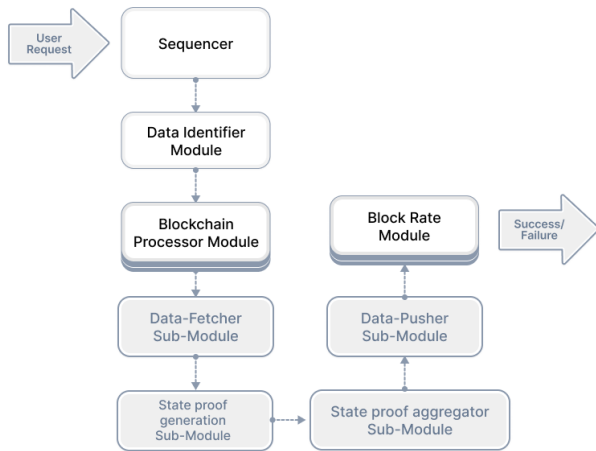 User
Request
Sequencer
Data Identifier
Module
Blockchain
Processor Module
Data-Fetcher
Sub-Module
State proof
generation
Sub-Module
State proof aggregator
Sub-Module
Data-Pusher
Sub-Module
Block Rate
Module
Success/
Failure